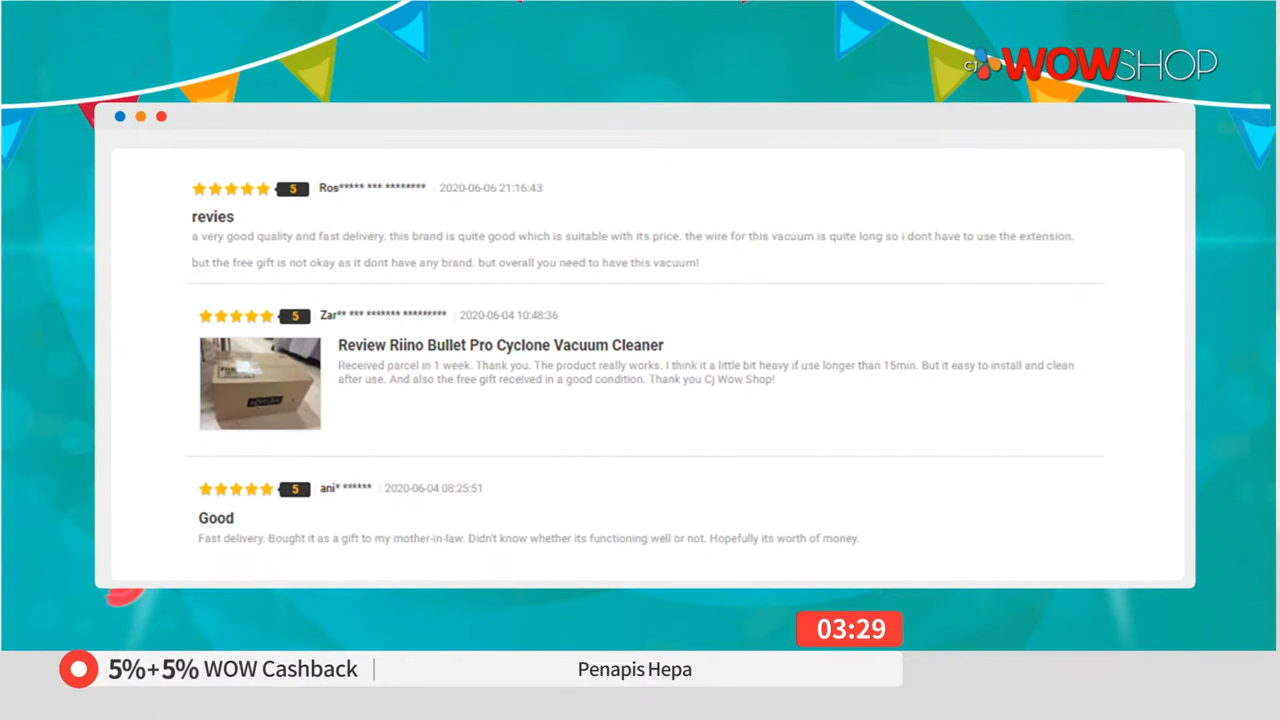 CJ WOWSHOP
5 Ros***** *** ******** 2020-06-06 21:16:43
revies
a very good quality and fast delivery. this brand is quite good which is suitable with its price. the wire for this vacuum is quite long so i dont have to use the extension.
but the free gift is not okay as it dont have any brand. but overall you need to have this vacuum!
5 Zar** *** ******* ********* 2020-06-04 10:48:36
Review Riino Bullet Pro Cyclone Vacuum Cleaner
Received parcel in 1 week. Thank you. The product really works. I think it a little bit heavy if use longer than 15min. But it easy to install and clean
after use. And also the free gift received in a good condition. Thank you Cj Wow Shop!
5 ani* ****** 2020-06-04 08:25:51
Good
Fast delivery. Bought it as a gift to my mother-in-law. Didn't know whether its functioning well or not. Hopefully its worth of money.
03:29
5%+5% WOW Cashback
Penapis Hepa